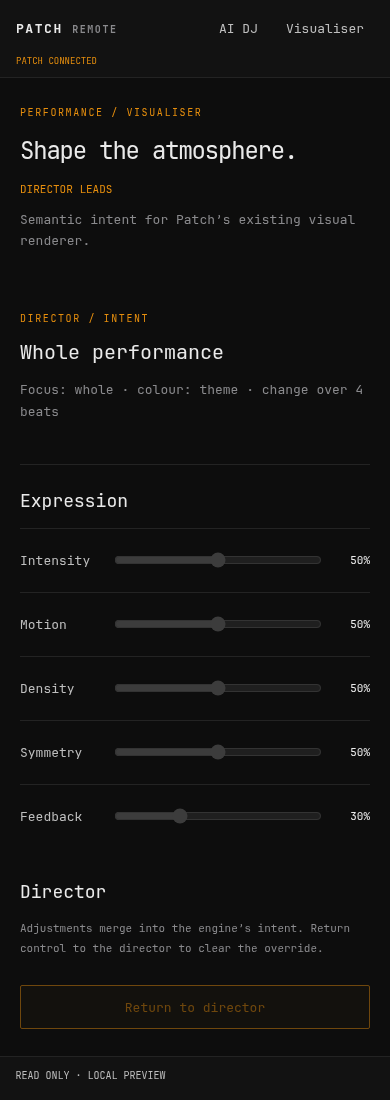 PATCH REMOTE
AI DJ
Visualiser
PATCH CONNECTED
PERFORMANCE / VISUALISER
Shape the atmosphere.
DIRECTOR LEADS
Semantic intent for Patch's existing visual
renderer.
DIRECTOR / INTENT
Whole performance
Focus: whole · colour: theme · change over 4
beats
Expression
Intensity 50%
Motion 50%
Density 50%
Symmetry 50%
Feedback 30%
Director
Adjustments merge into the engine's intent. Return
control to the director to clear the override.
Return to director
READ ONLY · LOCAL PREVIEW